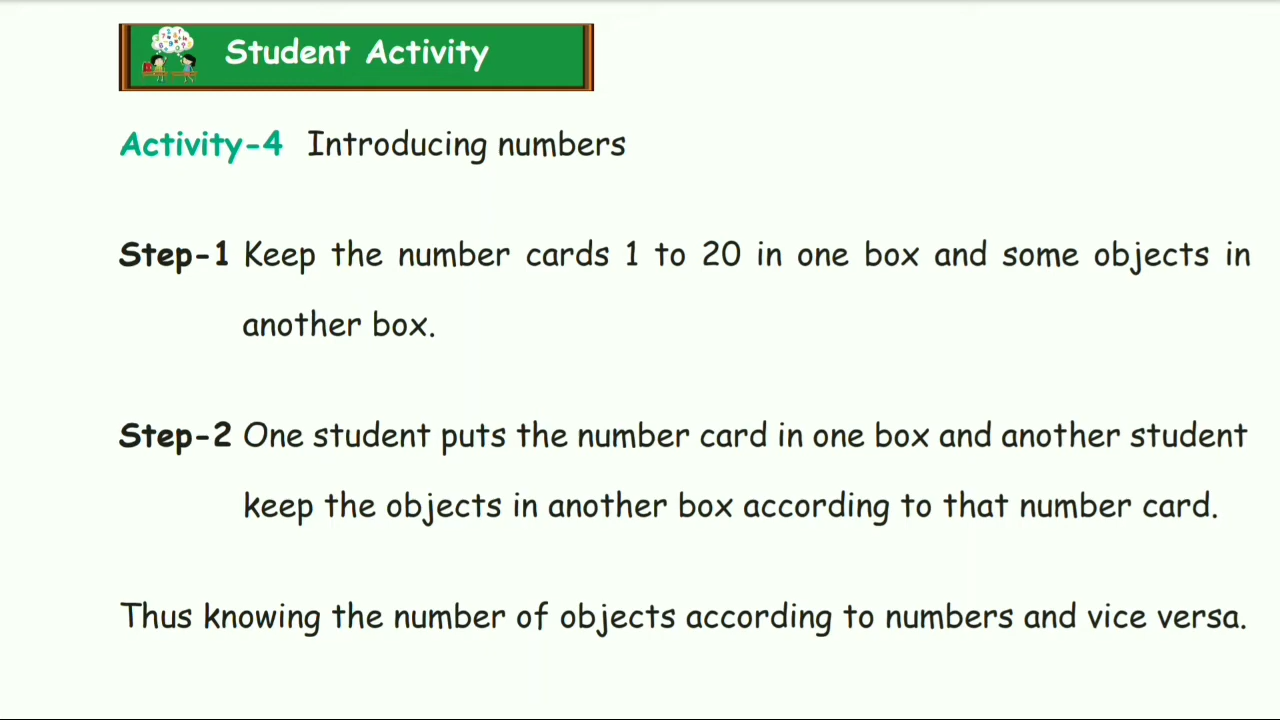 Student Activity
Activity-4 Introducing numbers
Step-1 Keep the number cards 1 to 20 in one box and some objects in
another box.
Step-2 One student puts the number card in one box and another student
keep the objects in another box according to that number card.
Thus knowing the number of objects according to numbers and vice versa.